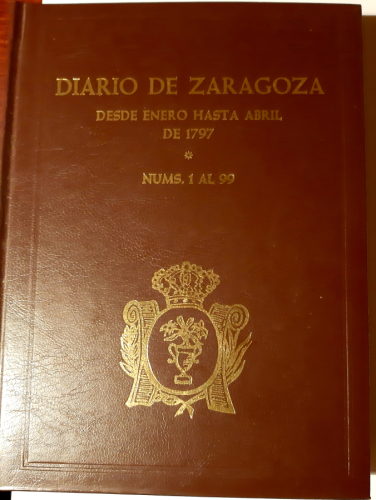 DIARIO DE ZARAGOZA
DESDE ENERO HASTA ABRIL
DE 1797
*
NUMS. 1 AL 99